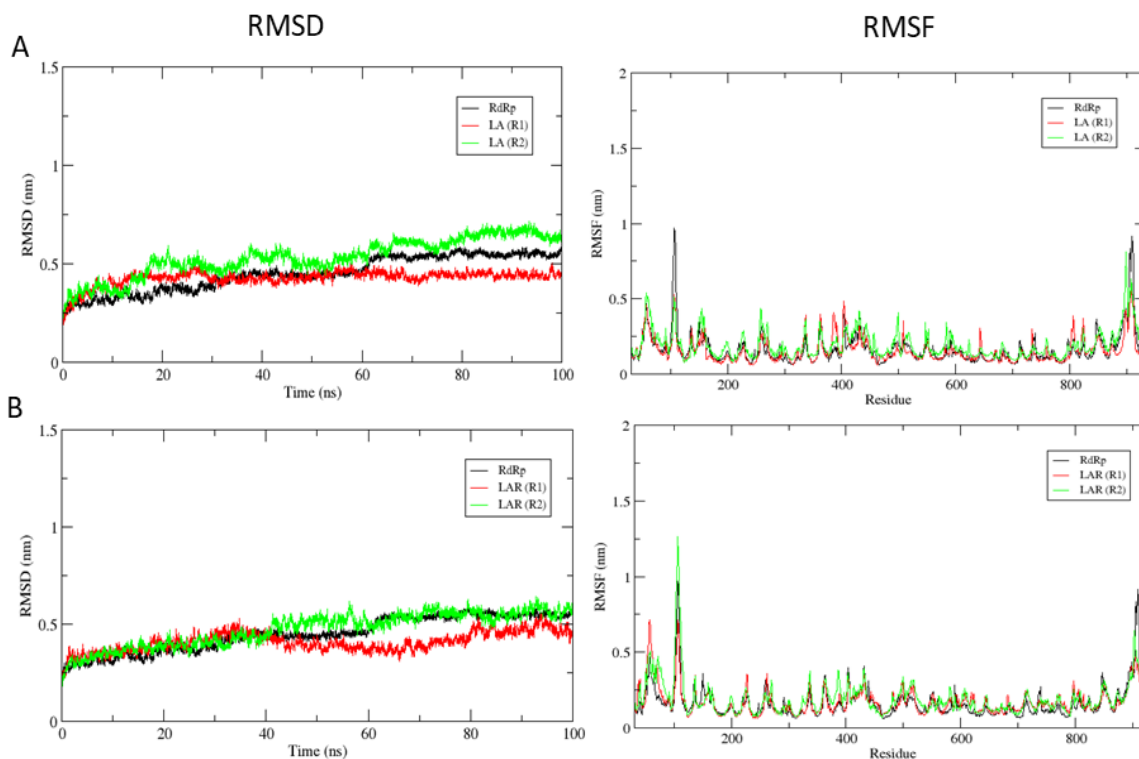 RMSD
RMSF
A
1.5
1
0.5
0
RMSD (nm)
RdRp
LA (R1)
LA (R2)
0
20
40
60
80
100
Time (ns)
2
1.5
1
0.5
0
RMSF (nm)
RdRp
LA (R1)
LA (R2)
200
400
600
800
Residue
B
1.5
1
0.5
0
RMSD (nm)
RdRp
LAR (R1)
LAR (R2)
0
20
40
60
80
100
Time (ns)
2
1.5
1
0.5
0
RMSF (nm)
RdRp
LAR (R1)
LAR (R2)
200
400
600
800
Residue